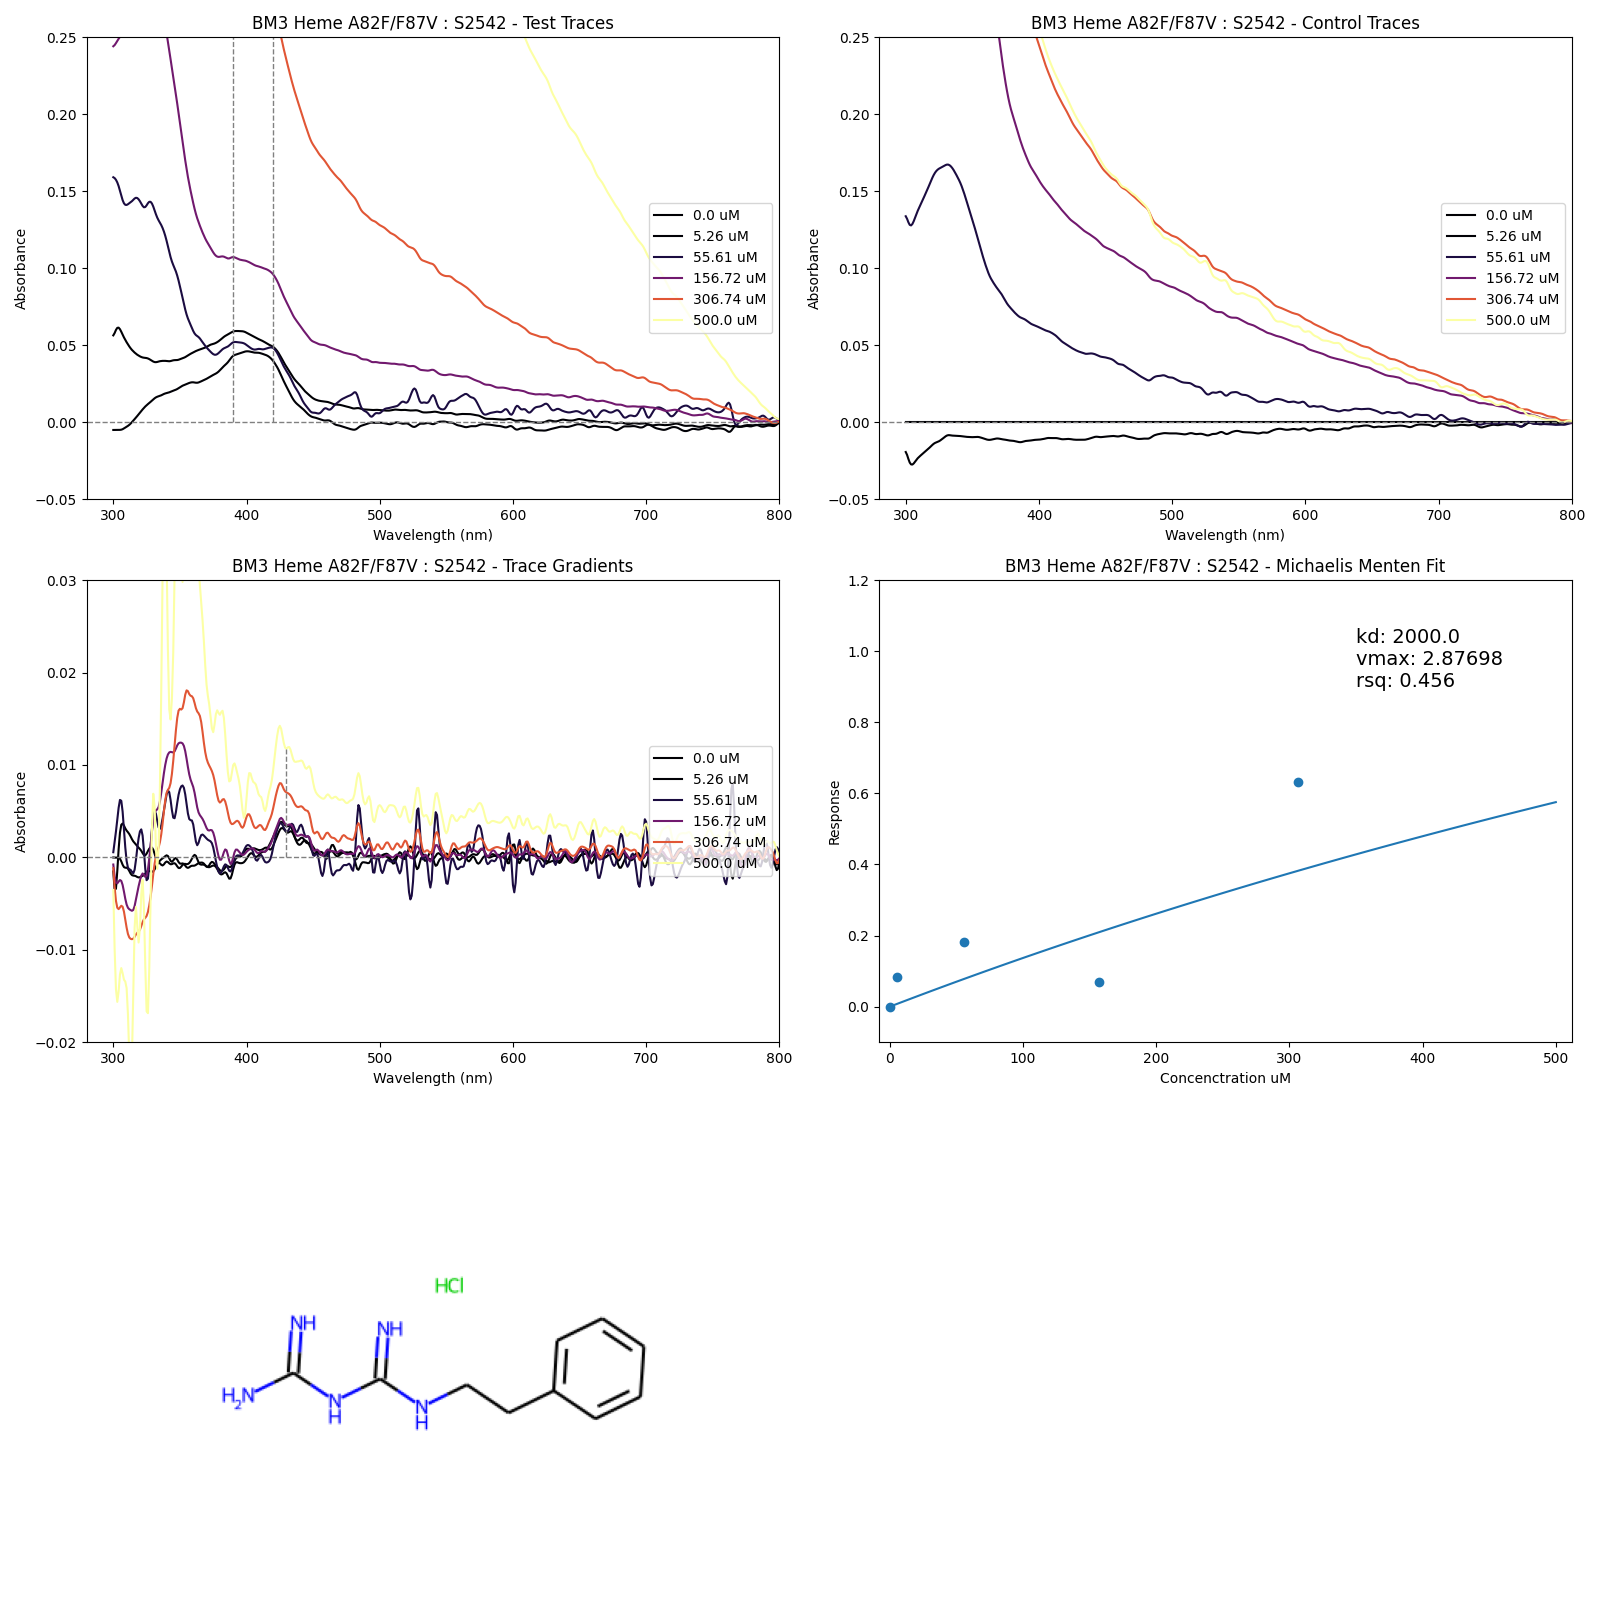 BM3 Heme A82F/F87V : S2542 - Test Traces
0.25
0.20
0.15
0.10
0.05
0.00
−0.05
Absorbance
300
400
500
600
700
800
Wavelength (nm)
0.0 uM
5.26 uM
55.61 uM
156.72 uM
306.74 uM
500.0 uM
BM3 Heme A82F/F87V : S2542 - Control Traces
0.25
0.20
0.15
0.10
0.05
0.00
−0.05
Absorbance
300
400
500
600
700
800
Wavelength (nm)
0.0 uM
5.26 uM
55.61 uM
156.72 uM
306.74 uM
500.0 uM
BM3 Heme A82F/F87V : S2542 - Trace Gradients
0.03
0.02
0.01
0.00
−0.01
−0.02
Absorbance
300
400
500
600
700
800
Wavelength (nm)
0.0 uM
5.26 uM
55.61 uM
156.72 uM
306.74 uM
500.0 uM
BM3 Heme A82F/F87V : S2542 - Michaelis Menten Fit
1.2
1.0
0.8
0.6
0.4
0.2
0.0
Response
0
100
200
300
400
500
Concenctration uM
kd: 2000.0
vmax: 2.87698
rsq: 0.456
HCl
NH
NH
H2N
N
H
N
H